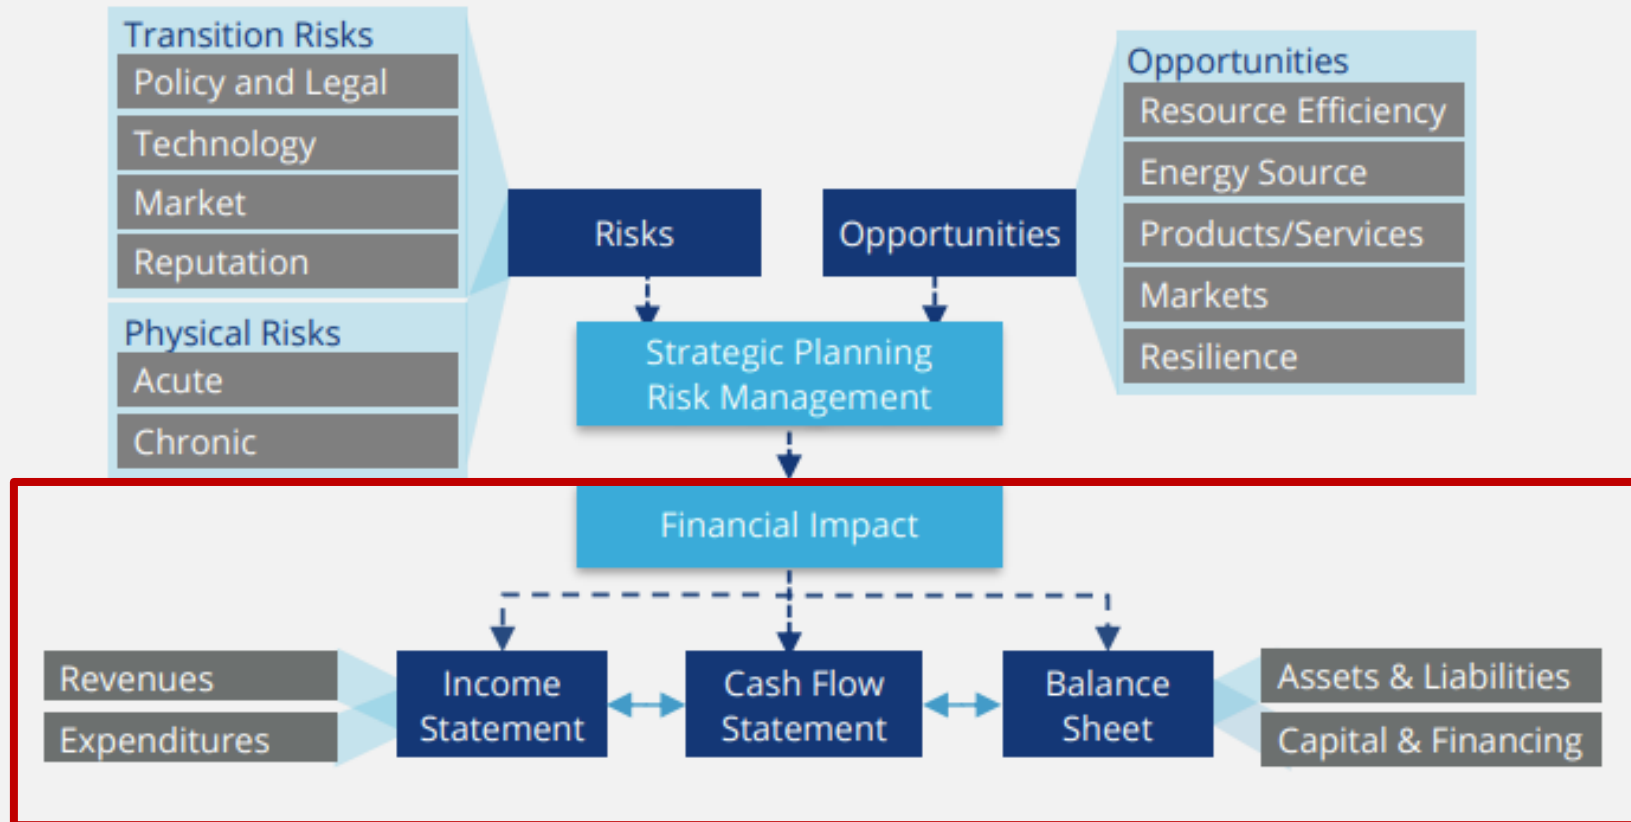 Transition Risks
Policy and Legal
Technology
Market
Reputation
Physical Risks
Acute
Chronic
Risks
Opportunities
Opportunities
Resource Efficiency
Energy Source
Products/Services
Markets
Resilience
Strategic Planning
Risk Management
Financial Impact
Revenues
Expenditures
Income
Statement
Cash Flow
Statement
Balance
Sheet
Assets & Liabilities
Capital & Financing